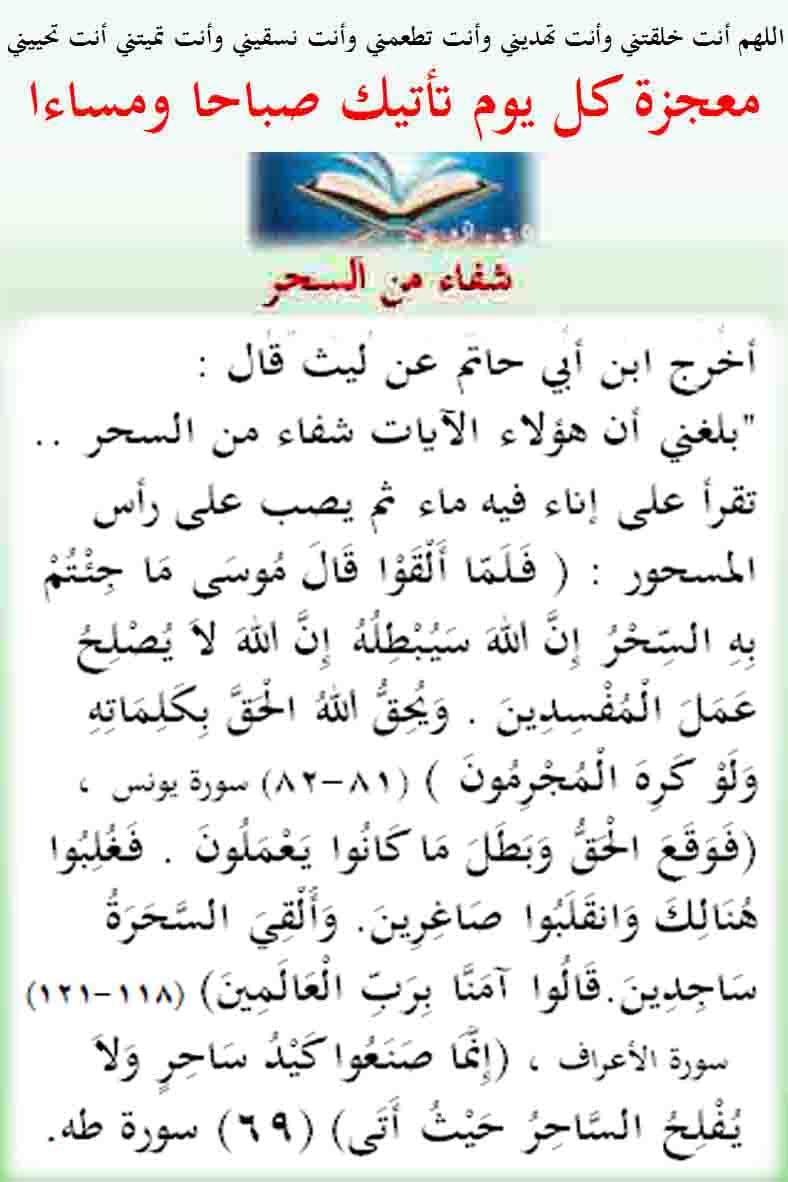 اللهم أنت خلقتني وأنت تهديني وأنت تطعمني وأنت نسقيني وأنت تميتني أنت تحييني
معجزة كل يوم تأتيك صباحا ومساءا
شفاء من السحر
أخرج ابن أبي حاتم عن ليث قال :
"بلغني أن هؤلاء الآيات شفاء من السحر ..
تقرأ على إناء فيه ماء ثم يصب على رأس
المسحور : ( فَلَمّا أَلْقَوْا قَالَ مُوسَى مَا جِئْتُمْ
بِهِ السِّحْرُ إِنَّ اللهَ سَيُبْطِلُهُ إِنَّ اللهَ لاَ يُصْلِحُ
عَمَلَ الْمُفْسِدِينَ . وَيُحِقُّ اللهُ الْحَقَّ بِكَلِمَاتِهِ
وَلَوْ كَرِهَ الْمُجْرِمُونَ ) (٨١-٨٢) سورة يونس ،
(فَوَقَعَ الْحَقُّ وَبَطَلَ مَا كَانُوا يَعْمَلُونَ . فَغُلِبُوا
هُنَالِكَ وَانقَلَبُوا صَاغِرِينَ. وَأُلْقِيَ السَّحَرَةُ
سَاجِدِينَ.قَالُوا آمَنَّا بِرَبِّ الْعَالَمِينَ) (١١٨-١٢١)
سورة الأعراف ، (إِنَّمَا صَنَعُوا كَيْدُ سَاحِرٍ وَلاَ
يُفْلِحُ السَّاحِرُ حَيْثُ أَتَى) (٦٩) سورة طه.